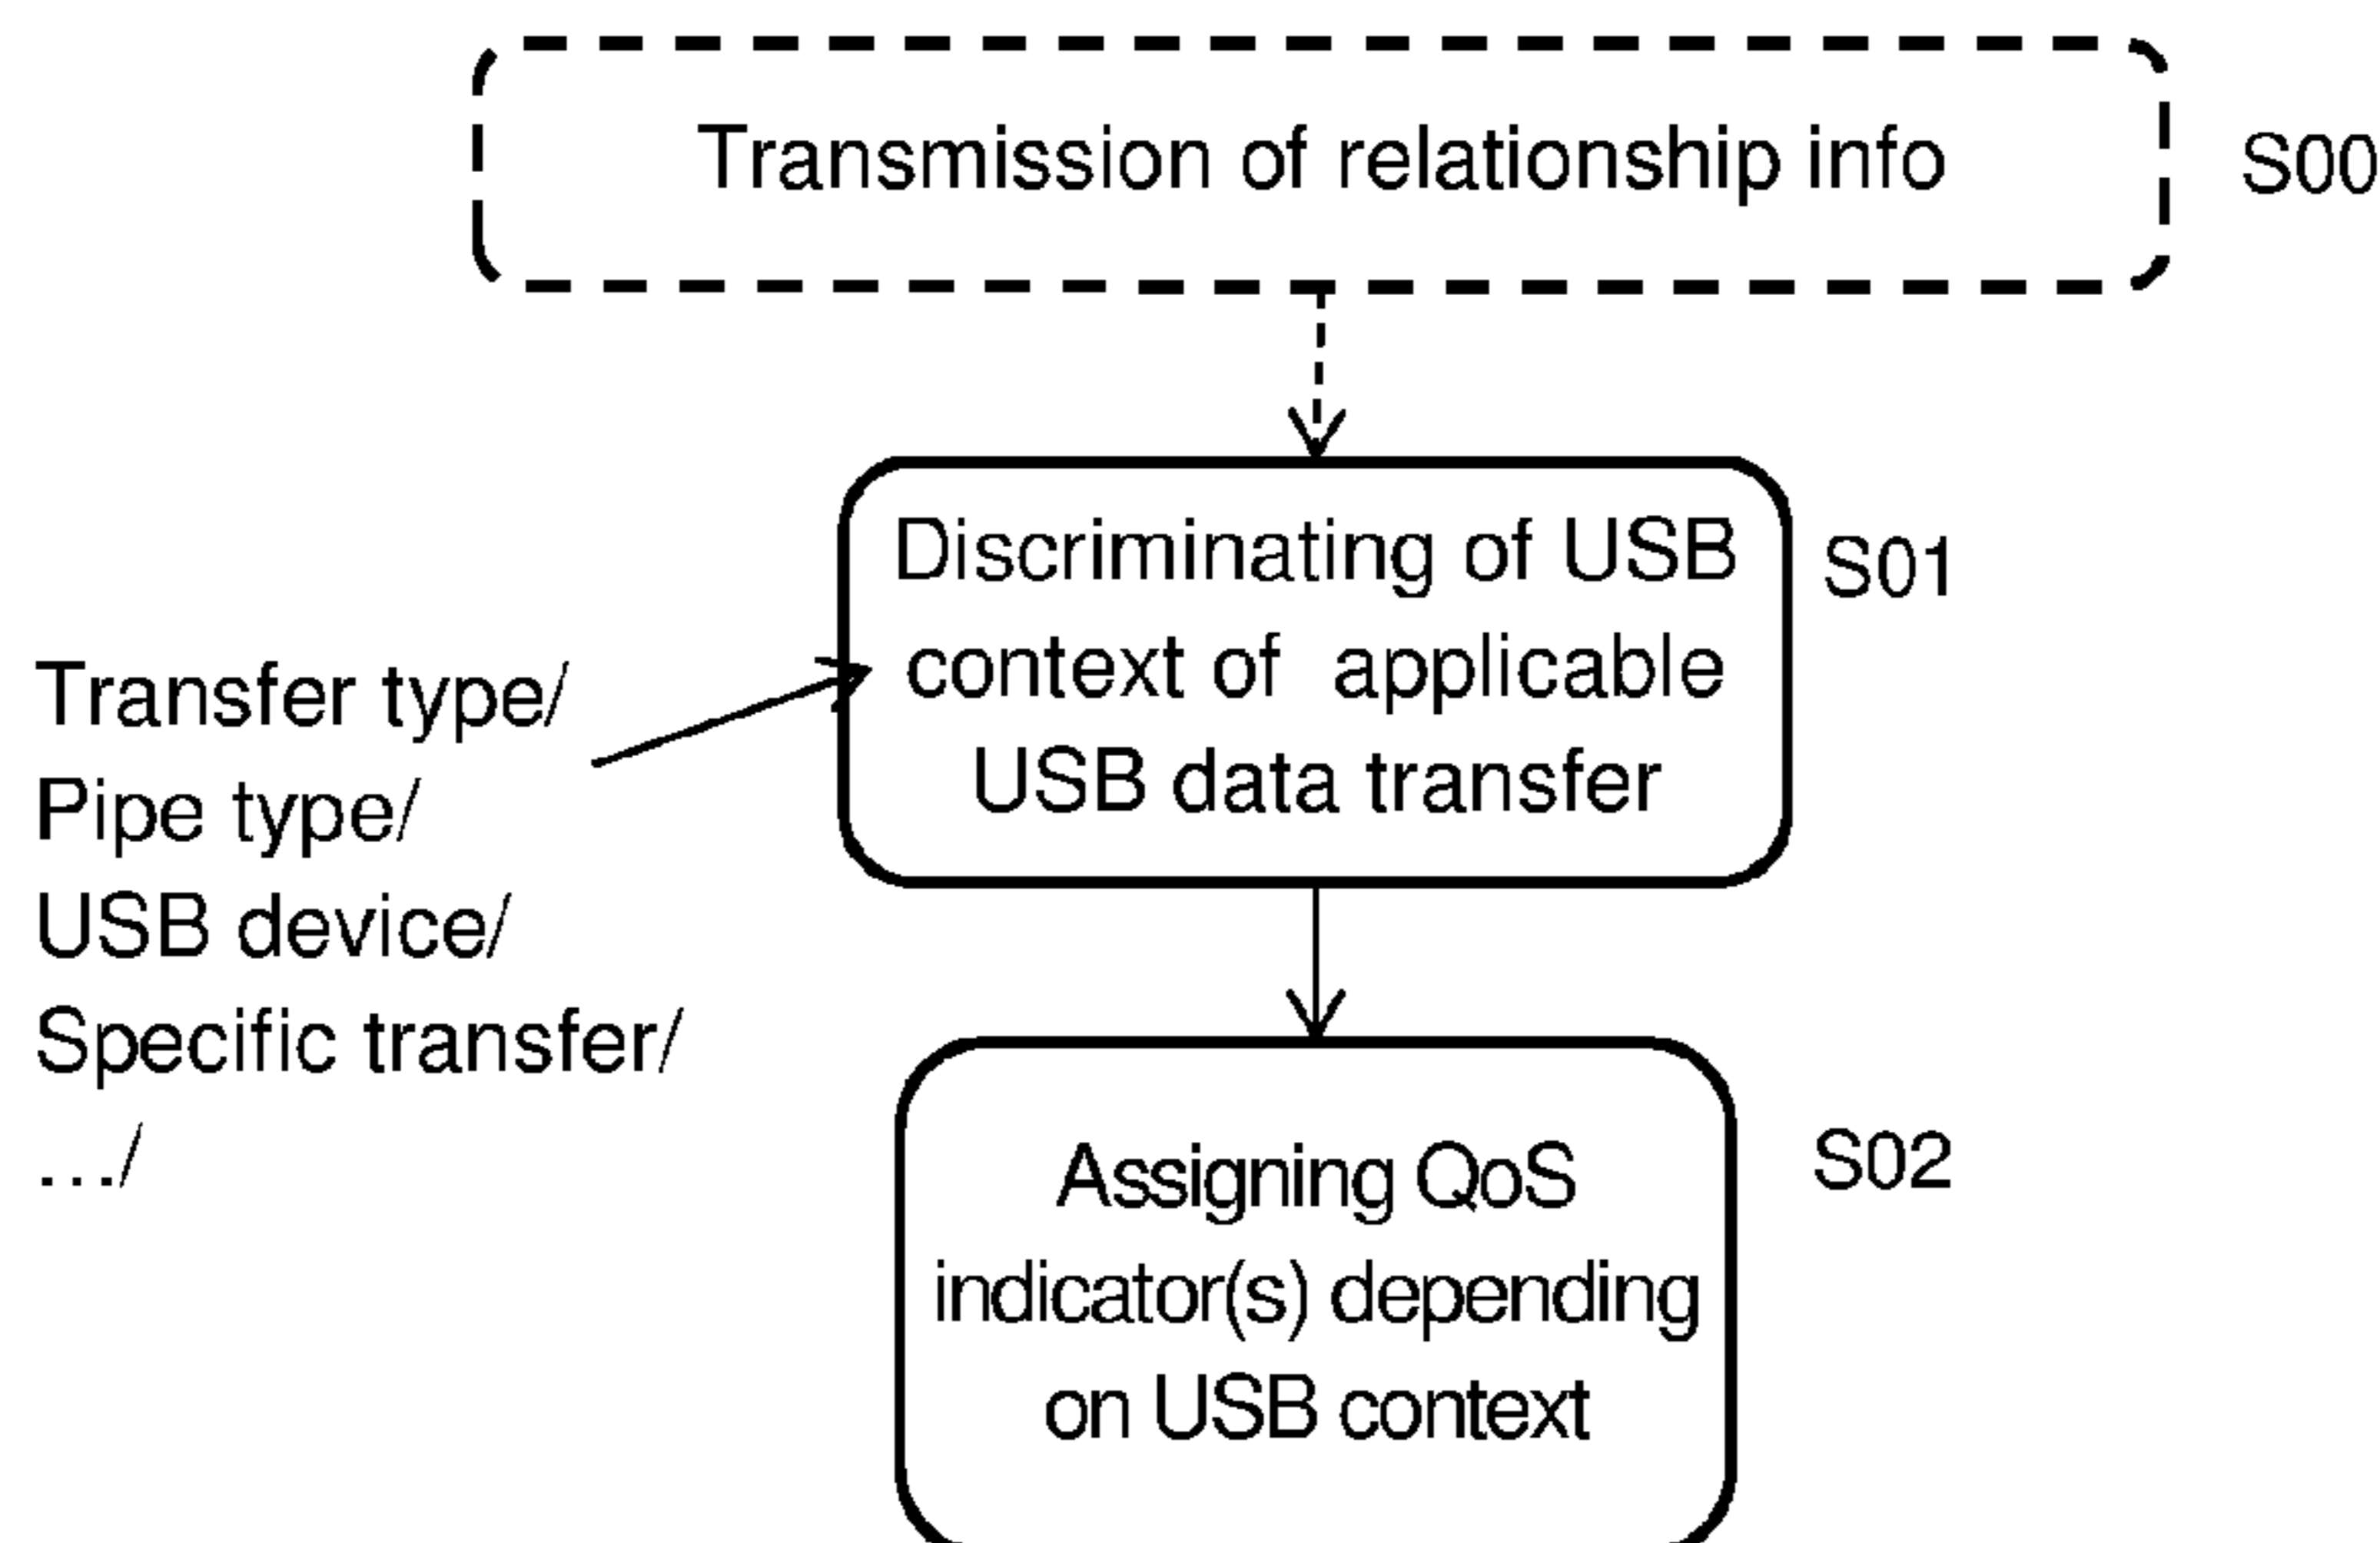 Transmission of relationship info
S00
Discriminating of USB
context of applicable
USB data transfer
S01
Transfer type/
Pipe type/
USB device/
Specific transfer/
.../
Assigning QoS
indicator(s) depending
on USB context
S02